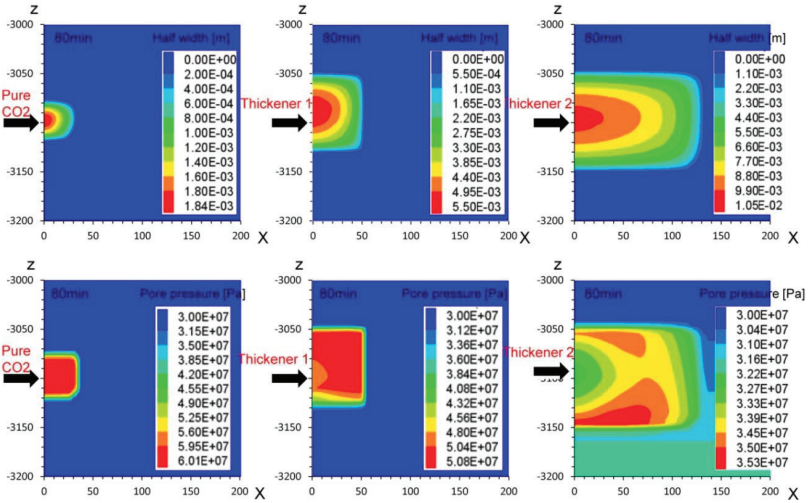 z
-3000
-3050
-3100
-3150
-3200
80min
Half width [m]
Pure
CO2
0.00E+00
2.00E-04
4.00E-04
6.00E-04
8.00E-04
1.00E-03
1.20E-03
1.40E-03
1.60E-03
1.80E-03
1.84E-03
0
50
100
150
200
X
z
-3000
-3050
-3100
-3150
-3200
80min
Half width [m]
Thickener 1
0.00E+00
5.50E-04
1.10E-03
1.65E-03
2.20E-03
2.75E-03
3.30E-03
3.85E-03
4.40E-03
4.95E-03
5.50E-03
0
50
100
150
200
X
z
-3000
-3050
-3150
-3200
80min
Half width [m]
hickener 2
0.00E+00
1.10E-03
2.20E-03
3.30E-03
4.40E-03
5.50E-03
6.60E-03
7.70E-03
8.80E-03
9.90E-03
1.05E-02
0
50
100
150
200
X
z
-3000
-3050
-3100
-3150
-3200
80min
Pore pressure [Pa]
Pure
CO2
3.00E+07
3.15E+07
3.50E+07
3.85E+07
4.20E+07
4.55E+07
4.90E+07
5.25E+07
5.60E+07
5.95E+07
6.01E+07
0
50
100
150
200
X
z
-3000
-3050
-3100
-3150
-3200
80min
Pore pressure [Pa]
Thickener 1
3.00E+07
3.12E+07
3.36E+07
3.60E+07
3.84E+07
4.08E+07
4.32E+07
4.56E+07
4.80E+07
5.04E+07
5.08E+07
0
50
100
150
200
X
z
-3000
-3050
-3150
-3200
80min
Pore pressure [Pa]
Thickener 2
3.00E+07
3.04E+07
3.10E+07
3.16E+07
3.22E+07
3.27E+07
3.33E+07
3.39E+07
3.45E+07
3.50E+07
3.53E+07
0
50
100
150
200
X